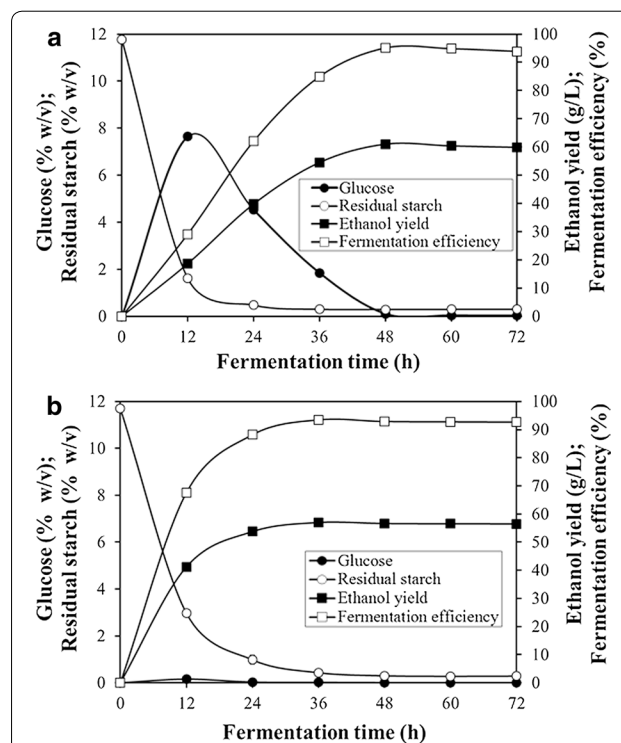 a
12
10
8
6
4
2
0
100
90
80
70
60
50
40
30
20
10
0
Glucose (% w/v);
Residual starch (% w/v)
Ethanol yield (g/L);
Fermentation efficiency (%)
Glucose
Residual starch
Ethanol yield
Fermentation efficiency
0 12 24 36 48 60 72
Fermentation time (h)
b
12
10
8
6
4
2
0
100
90
80
70
60
50
40
30
20
10
0
Glucose (% w/v);
Residual starch (% w/v)
Ethanol yield (g/L);
Fermentation efficiency (%)
Glucose
Residual starch
Ethanol yield
Fermentation efficiency
0 12 24 36 48 60 72
Fermentation time (h)